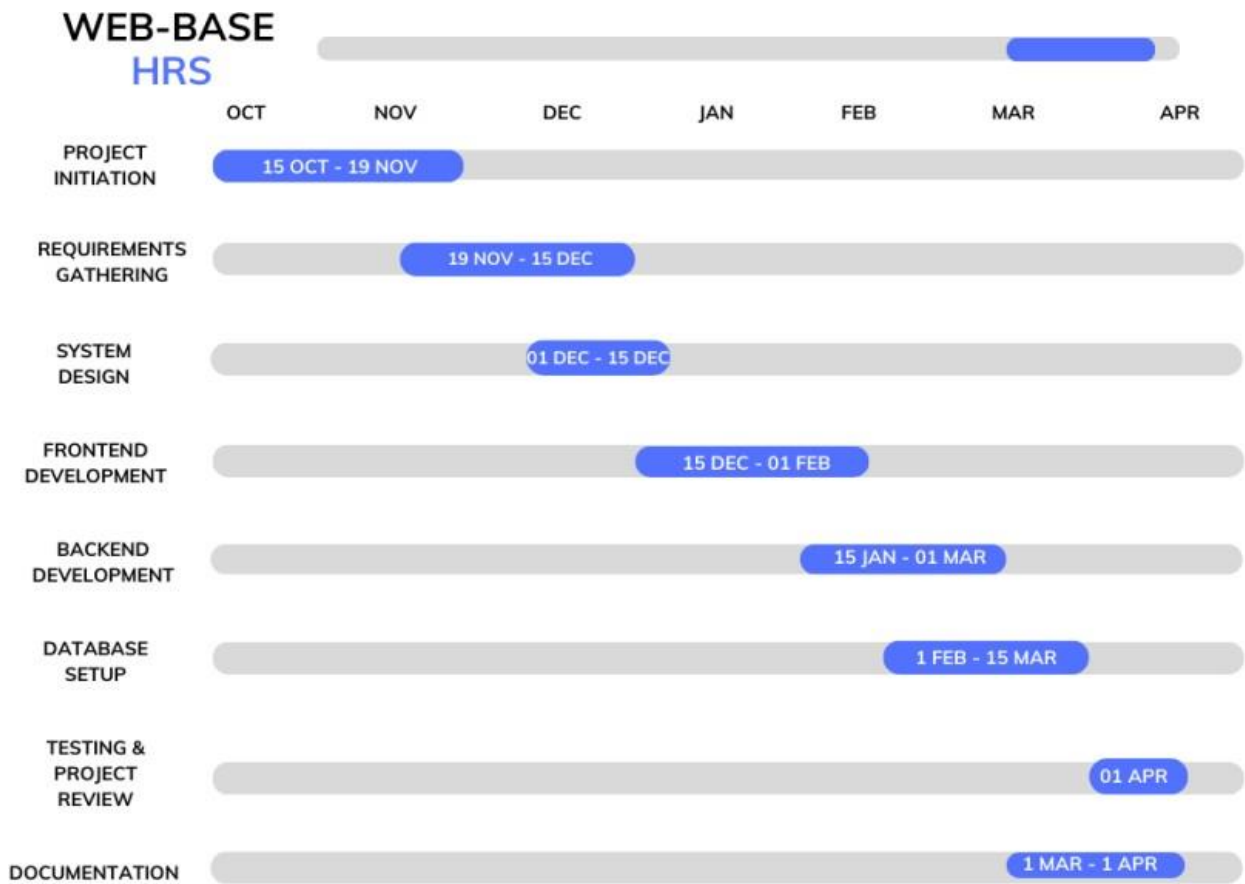 WEB-BASE
HRS
OCT NOV DEC JAN FEB MAR APR
PROJECT
INITIATION
15 OCT - 19 NOV
REQUIREMENTS
GATHERING
19 NOV - 15 DEC
SYSTEM
DESIGN
01 DEC - 15 DEC
FRONTEND
DEVELOPMENT
15 DEC - 01 FEB
BACKEND
DEVELOPMENT
15 JAN - 01 MAR
DATABASE
SETUP
1 FEB - 15 MAR
TESTING &
PROJECT
REVIEW
01 APR
DOCUMENTATION
1 MAR - 1 APR